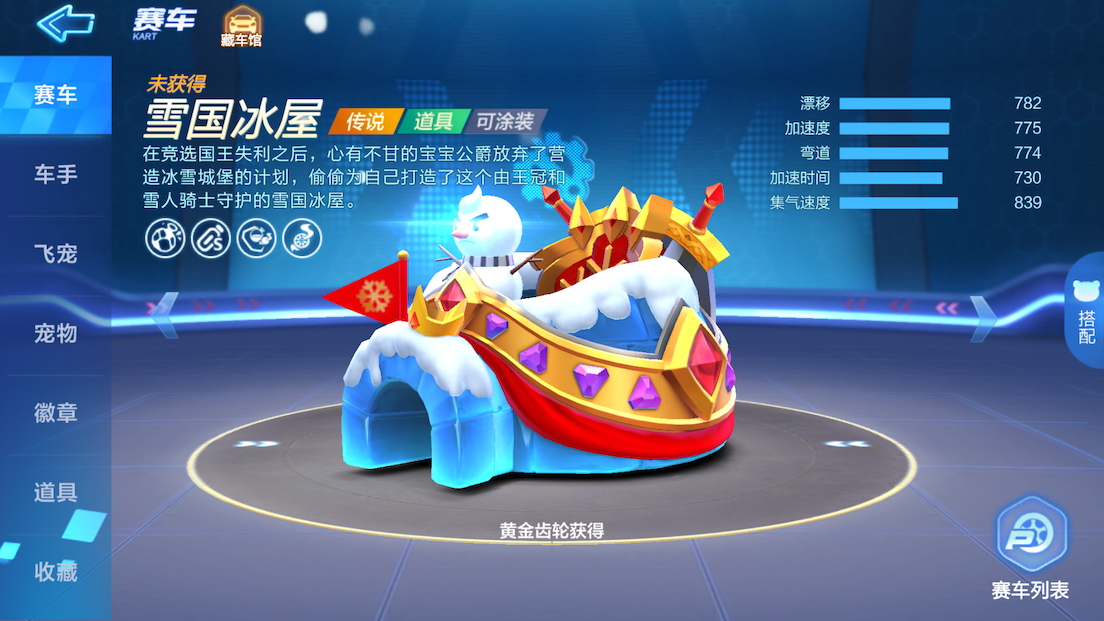 赛车
KART
藏车馆
赛车
车手
飞宠
宠物
徽章
道具
收藏
未获得
雪国冰屋
传说
道具
可涂装
在竞选国王失利之后，心有不甘的宝宝公爵放弃了营
造冰雪城堡的计划，偷偷为自己打造了这个由王冠和
雪人骑士守护的雪国冰屋。
漂移 782
加速度 775
弯道 774
加速时间 730
集气速度 839
搭配
黄金齿轮获得
赛车列表